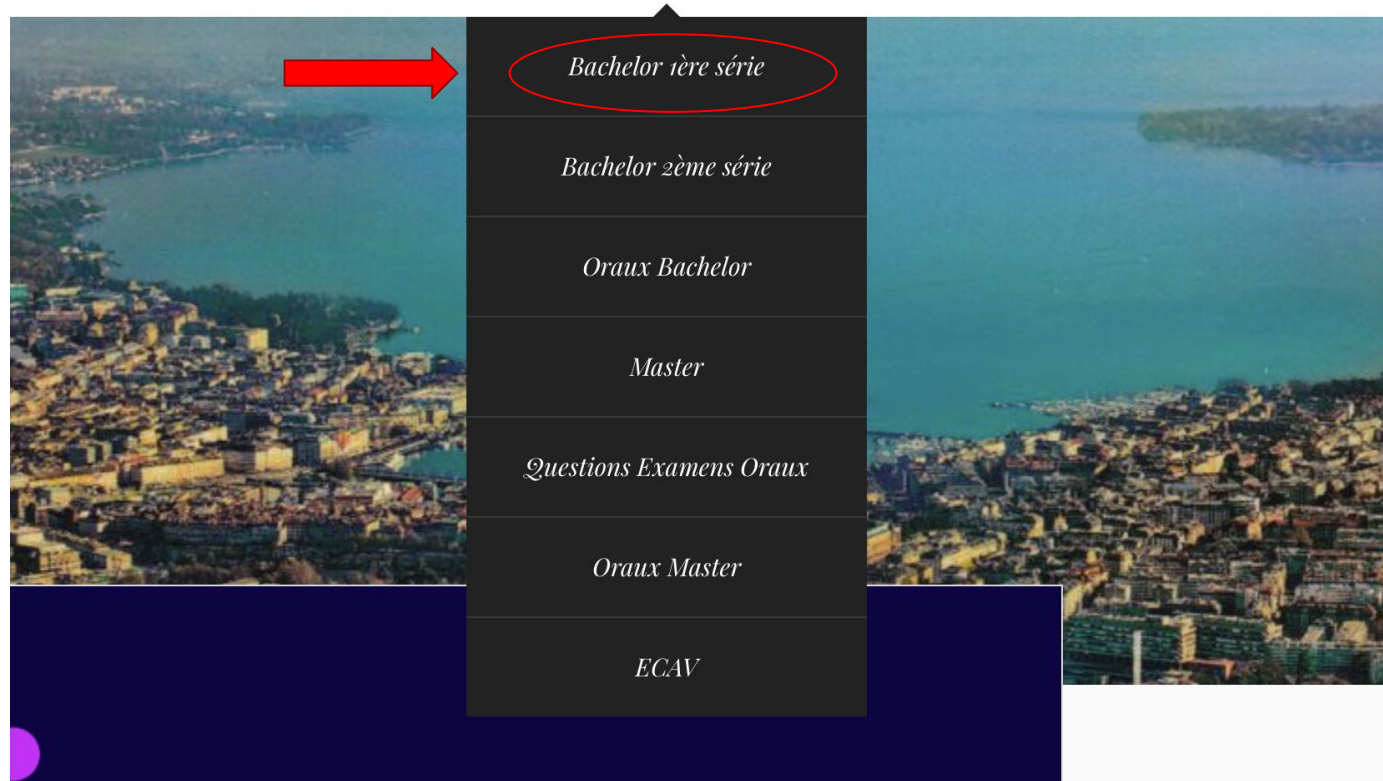 Bachelor 1ère série
Bachelor 2ème série
Oraux Bachelor
Master
Questions Examens Oraux
Oraux Master
ECAV